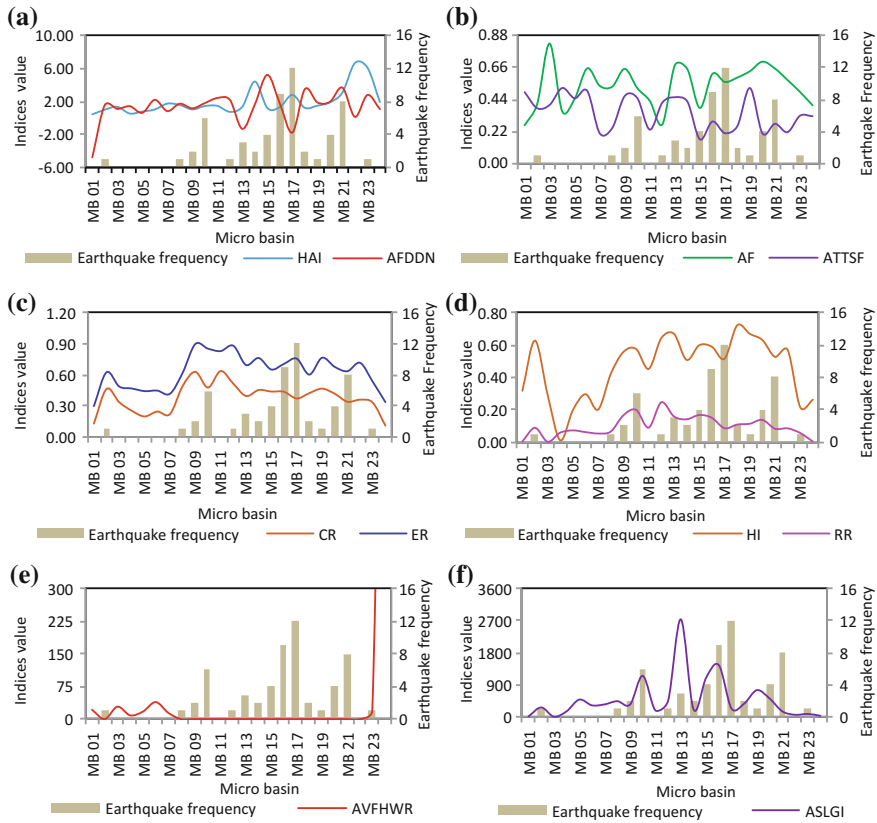 (a)
Indices value
10.00
6.00
2.00
-2.00
-6.00
16
12
8
4
0
Earthquake frequency
MB 01
MB 03
MB 05
MB 07
MB 09
MB 11
MB 13
MB 15
MB 17
MB 19
MB 21
MB 23
Micro basin
Earthquake frequency HAI AFDDN
(b)
Indices value
0.88
0.66
0.44
0.22
0.00
16
12
8
4
0
Earthquake frequency
MB 01
MB 03
MB 05
MB 07
MB 09
MB 11
MB 13
MB 15
MB 17
MB 19
MB 21
MB 23
Micro basin
Earthquake frequency AF ATTSF
(c)
Indices value
1.20
0.90
0.60
0.30
0.00
16
12
8
4
0
Earthquake Frequency
MB 01
MB 03
MB 05
MB 07
MB 09
MB 11
MB 13
MB 15
MB 17
MB 19
MB 21
MB 23
Micro basin
Earthquake frequency CR ER
(d)
Indices value
0.80
0.60
0.40
0.20
0.00
16
12
8
4
0
Earthquake frequency
MB 01
MB 03
MB 05
MB 07
MB 09
MB 11
MB 13
MB 15
MB 17
MB 19
MB 21
MB 23
Micro basin
Earthquake frequency HI RR
(e)
Indices value
300
225
150
75
0
16
12
8
4
0
Earthquake frequency
MB 01
MB 03
MB 05
MB 07
MB 09
MB 11
MB 13
MB 15
MB 17
MB 19
MB 21
MB 23
Micro basin
Earthquake frequency AVFHWR
(f)
Indices value
3600
2700
1800
900
0
16
12
8
4
0
Earthquake frequency
MB 01
MB 03
MB 05
MB 07
MB 09
MB 11
MB 13
MB 15
MB 17
MB 19
MB 21
MB 23
Micro basin
Earthquake frequency ASLGI